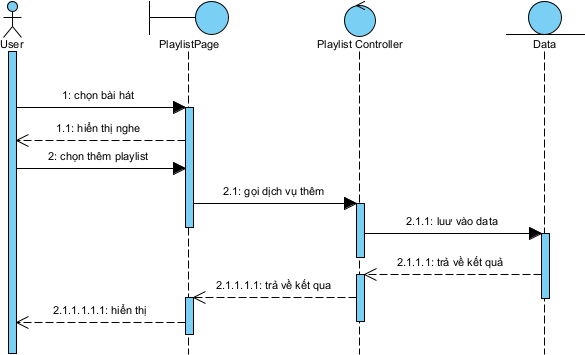 User
PlaylistPage
Playlist Controller
Data
1: chọn bài hát
1.1: hiển thị nghe
2: chọn thêm playlist
2.1: gọi dịch vụ thêm
2.1.1: lưu vào data
2.1.1.1: trả về kết quả
2.1.1.1.1: trả về kết qua
2.1.1.1.1.1: hiển thị